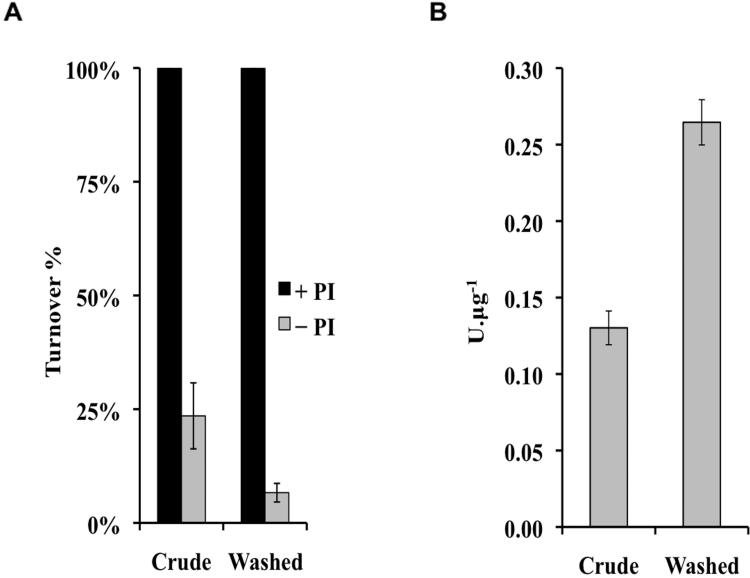 A
100%
75%
50%
25%
0%
Turnover %
+ PI
– PI
Crude Washed
B
0.30
0.25
0.20
0.15
0.10
0.05
0.00
U.µg-1
Crude Washed